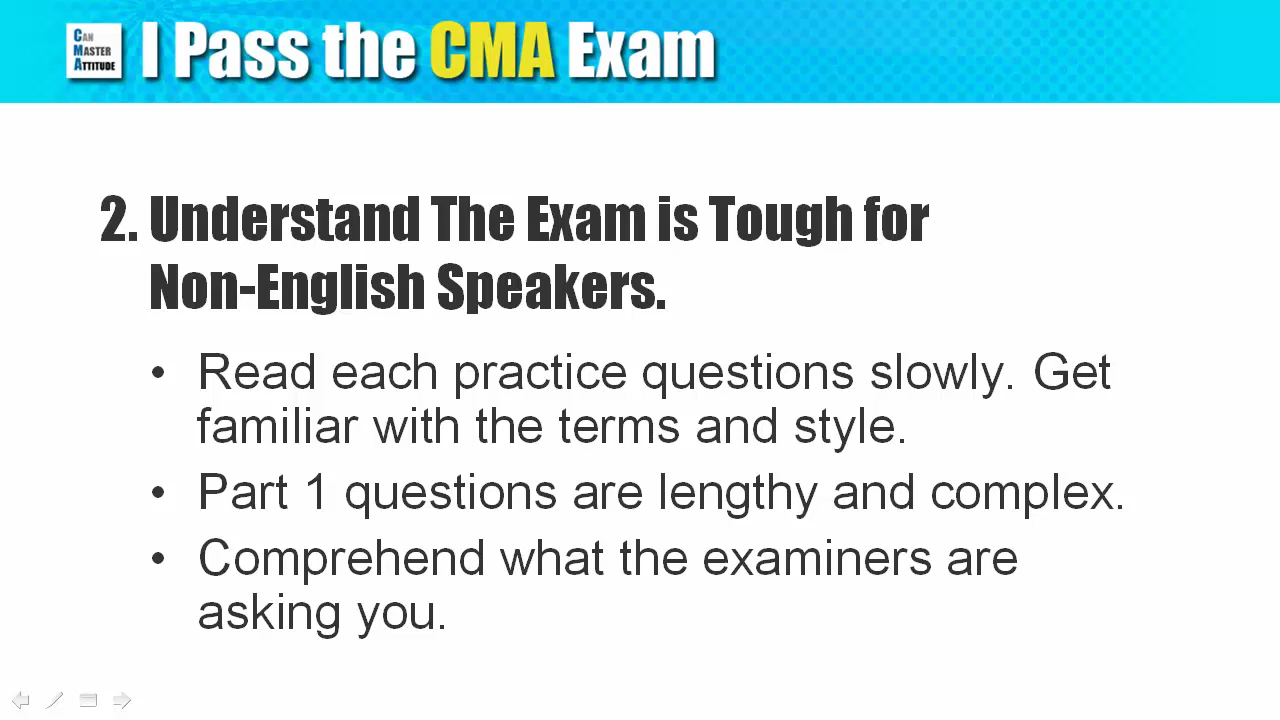 CAN
MASTER
ATTITUDE
I Pass the CMA Exam
2. Understand The Exam is Tough for
Non-English Speakers.
• Read each practice questions slowly. Get
familiar with the terms and style.
• Part 1 questions are lengthy and complex.
• Comprehend what the examiners are
asking you.